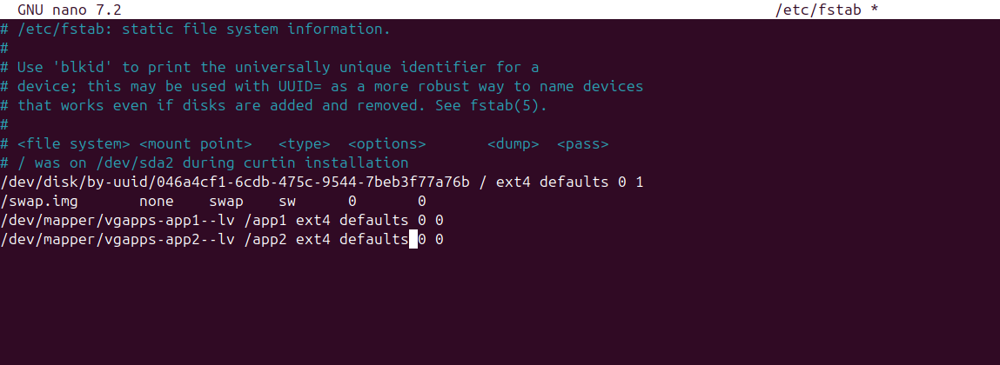 GNU nano 7.2 /etc/fstab *
# /etc/fstab: static file system information.
#
# Use 'blkid' to print the universally unique identifier for a
# device; this may be used with UUID= as a more robust way to name devices
# that works even if disks are added and removed. See fstab(5).
#
# <file system> <mount point>   <type>  <options>       <dump>  <pass>
# / was on /dev/sda2 during curtin installation
/dev/disk/by-uuid/046a4cf1-6cdb-475c-9544-7beb3f77a76b / ext4 defaults 0 1
/swap.img       none    swap    sw      0       0
/dev/mapper/vgapps-app1--lv /app1 ext4 defaults 0 0
/dev/mapper/vgapps-app2--lv /app2 ext4 defaults 0 0